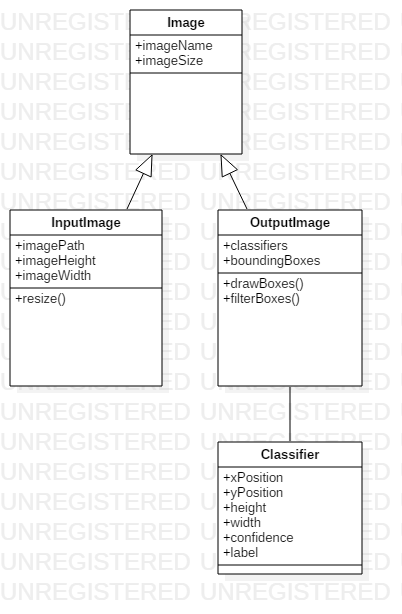 Image
+imageName
+imageSize
InputImage
+imagePath
+imageHeight
+imageWidth
+resize()
OutputImage
+classifiers
+boundingBoxes
+drawBoxes()
+filterBoxes()
Classifier
+xPosition
+yPosition
+height
+width
+confidence
+label
UNREGISTERED